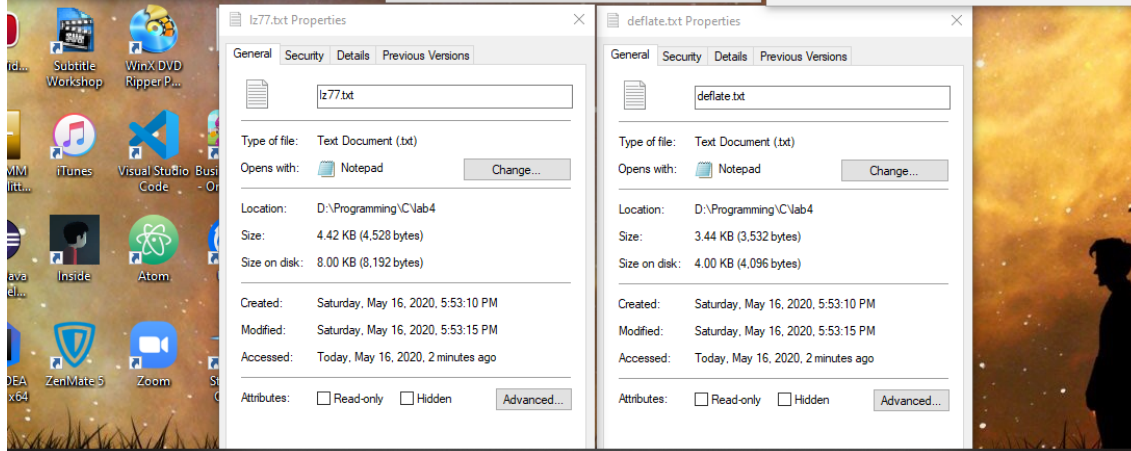 Subtitle
Workshop
WinX DVD
Ripper P...
iTunes
Visual Studio
Code
Inside
Atom
ZenMate 5
Zoom
x64
lz77.txt Properties
General Security Details Previous Versions
lz77.txt
Type of file: Text Document (.txt)
Opens with: Notepad Change...
Location: D:\Programming\C\lab4
Size: 4.42 KB (4,528 bytes)
Size on disk: 8.00 KB (8,192 bytes)
Created: Saturday, May 16, 2020, 5:53:10 PM
Modified: Saturday, May 16, 2020, 5:53:15 PM
Accessed: Today, May 16, 2020, 2 minutes ago
Attributes: Read-only Hidden Advanced...
deflate.txt Properties
General Security Details Previous Versions
deflate.txt
Type of file: Text Document (.txt)
Opens with: Notepad Change...
Location: D:\Programming\C\lab4
Size: 3.44 KB (3,532 bytes)
Size on disk: 4.00 KB (4,096 bytes)
Created: Saturday, May 16, 2020, 5:53:10 PM
Modified: Saturday, May 16, 2020, 5:53:15 PM
Accessed: Today, May 16, 2020, 2 minutes ago
Attributes: Read-only Hidden Advanced...